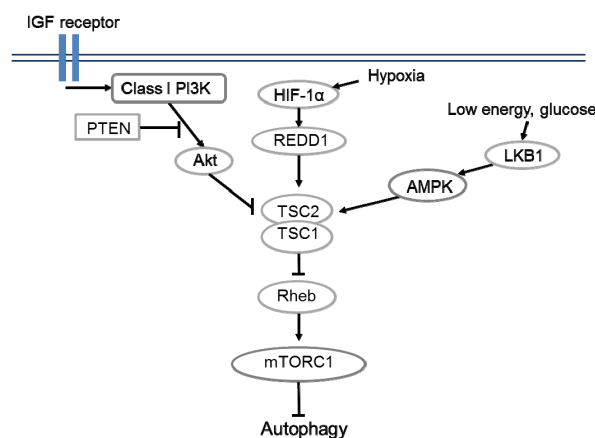 IGF receptor
Class I PI3K
Hypoxia
HIF-1α
PTEN
Low energy, glucose
REDD1
Akt
LKB1
AMPK
TSC2
TSC1
Rheb
mTORC1
Autophagy